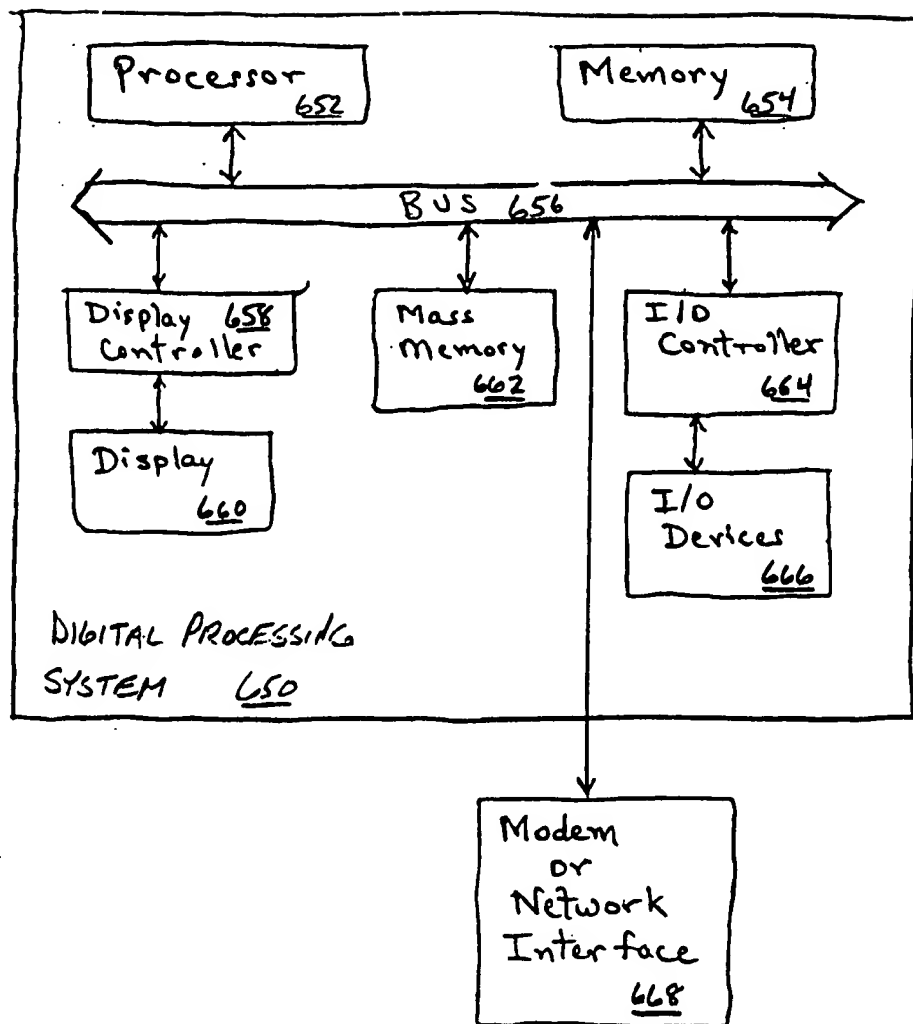 Processor
652
Memory
654
BUS 656
Display 658
Controller
Mass
Memory
662
I/O
Controller
664
Display
660
I/O
Devices
666
DIGITAL PROCESSING
SYSTEM 650
Modem
or
Network
Interface
668